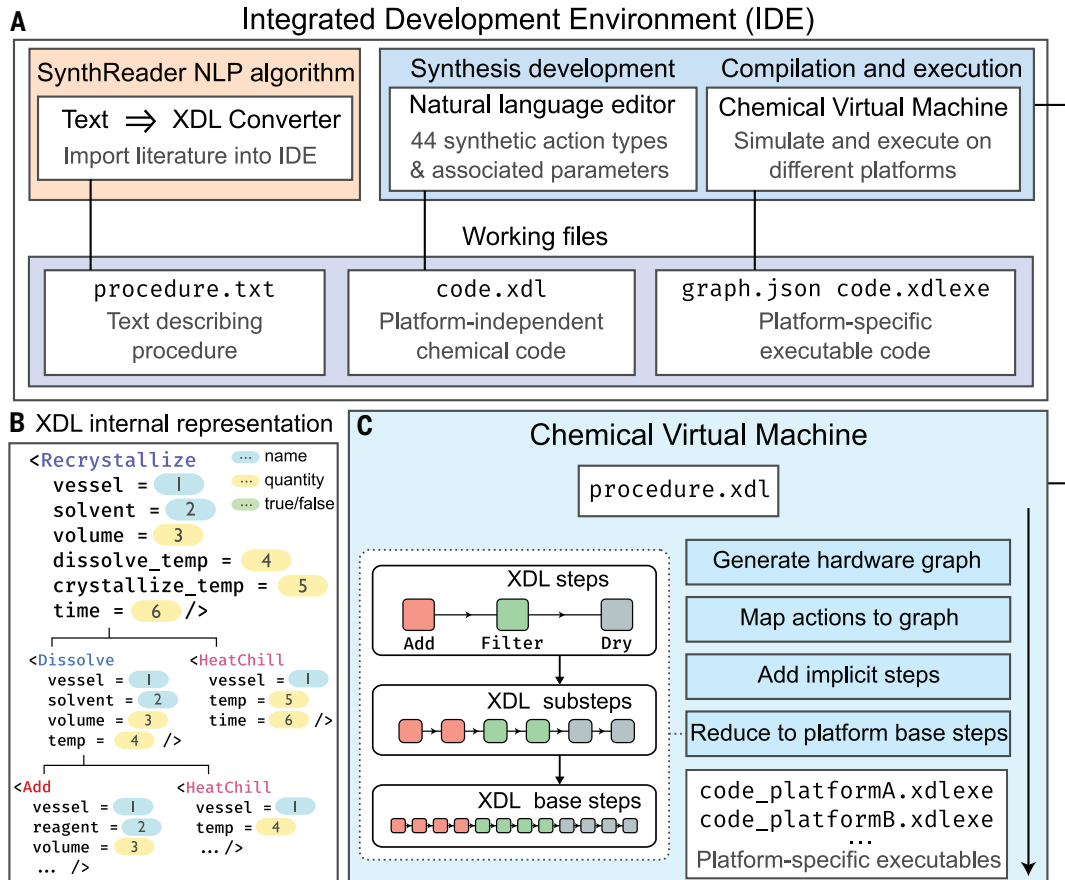 A
Integrated Development Environment (IDE)
SynthReader NLP algorithm
Text ⇒ XDL Converter
Import literature into IDE
Synthesis development
Natural language editor
44 synthetic action types
& associated parameters
Compilation and execution
Chemical Virtual Machine
Simulate and execute on
different platforms
Working files
procedure.txt
Text describing
procedure
code.xdl
Platform-independent
chemical code
graph.json code.xdlexe
Platform-specific
executable code
B XDL internal representation
<Recrystallize
vessel = 1
solvent = 2
volume = 3
dissolve_temp = 4
crystallize_temp = 5
time = 6 />
... name
... quantity
... true/false
<Dissolve
vessel = 1
solvent = 2
volume = 3
temp = 4 />
<HeatChill
vessel = 1
temp = 5
time = 6 />
<Add
vessel = 1
reagent = 2
volume = 3
... />
<HeatChill
vessel = 1
temp = 4
... />
C
Chemical Virtual Machine
procedure.xdl
XDL steps
Add Filter Dry
XDL substeps
XDL base steps
Generate hardware graph
Map actions to graph
Add implicit steps
Reduce to platform base steps
code_platformA.xdlexe
code_platformB.xdlexe
...
Platform-specific executables